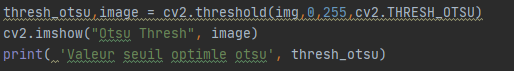 thresh_otsu,image = cv2.threshold(img,0,255,cv2.THRESH_OTSU)
cv2.imshow("Otsu Thresh", image)
print( 'Valeur seuil optimle otsu', thresh_otsu)